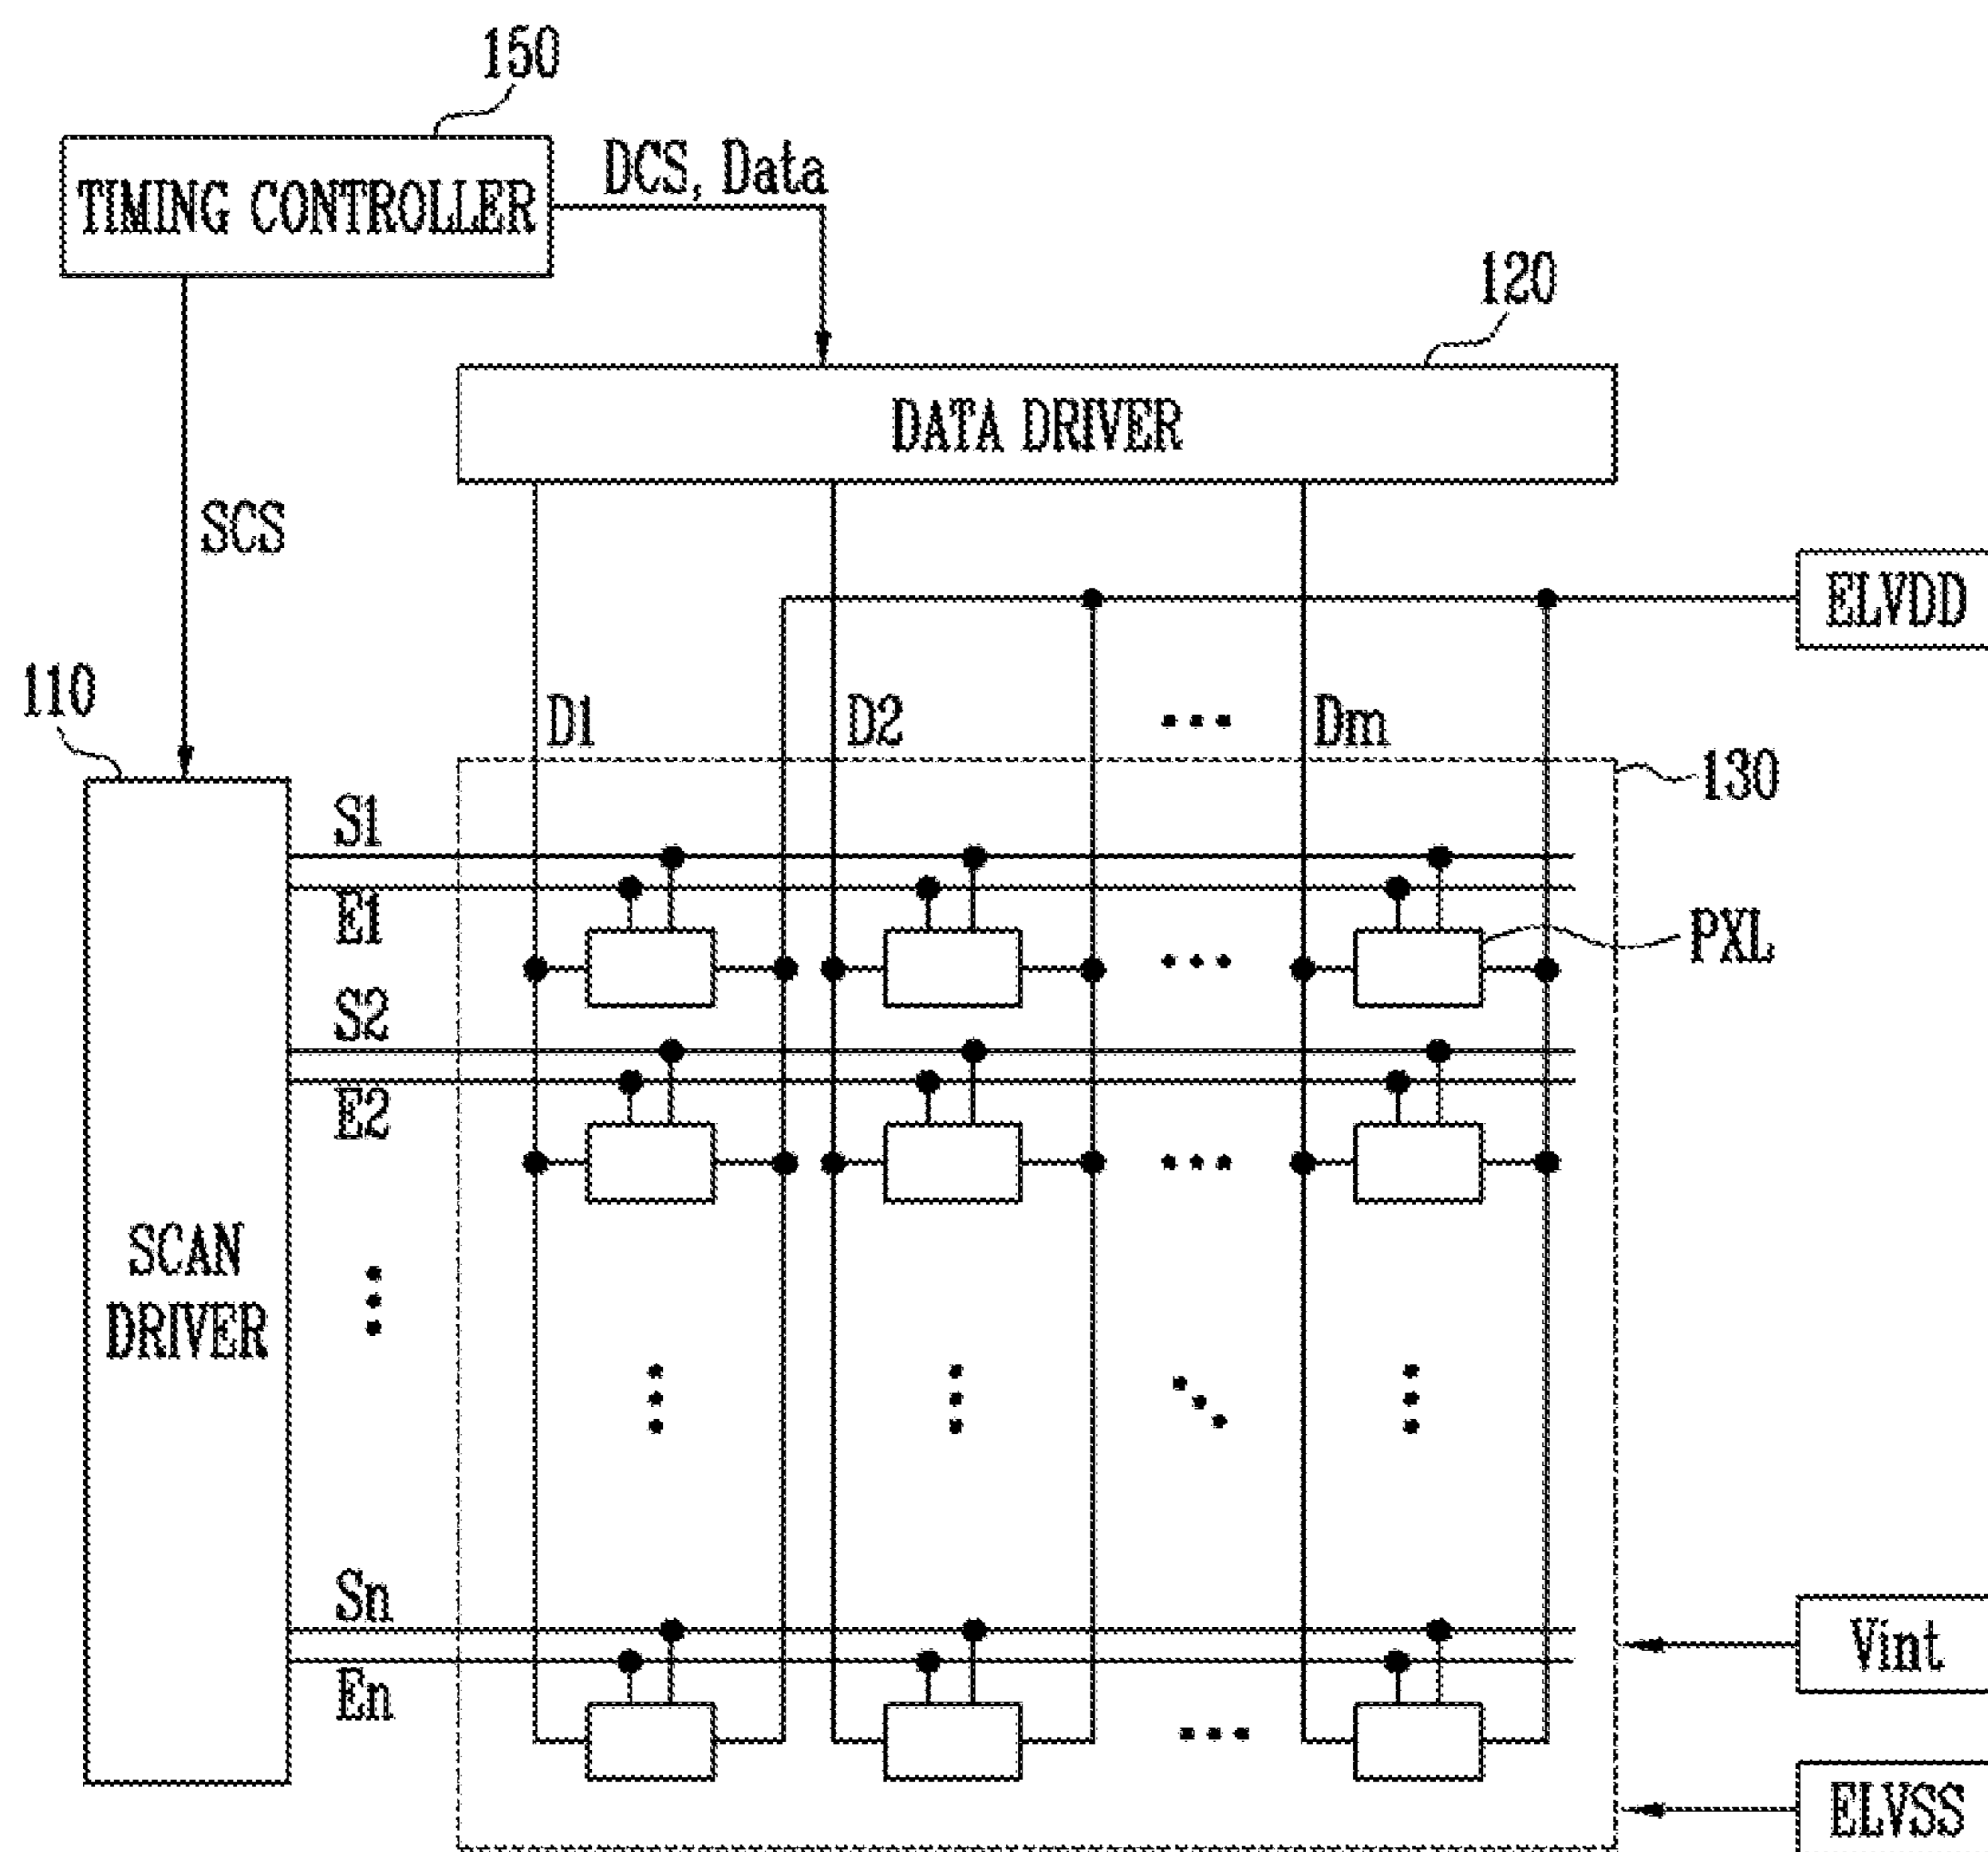 150
TIMING CONTROLLER
DCS, Data
120
DATA DRIVER
SCS
ELVDD
110
D1
D2
Dm
130
S1
E1
PXL
S2
E2
SCAN
DRIVER
Sn
En
Vint
ELVSS